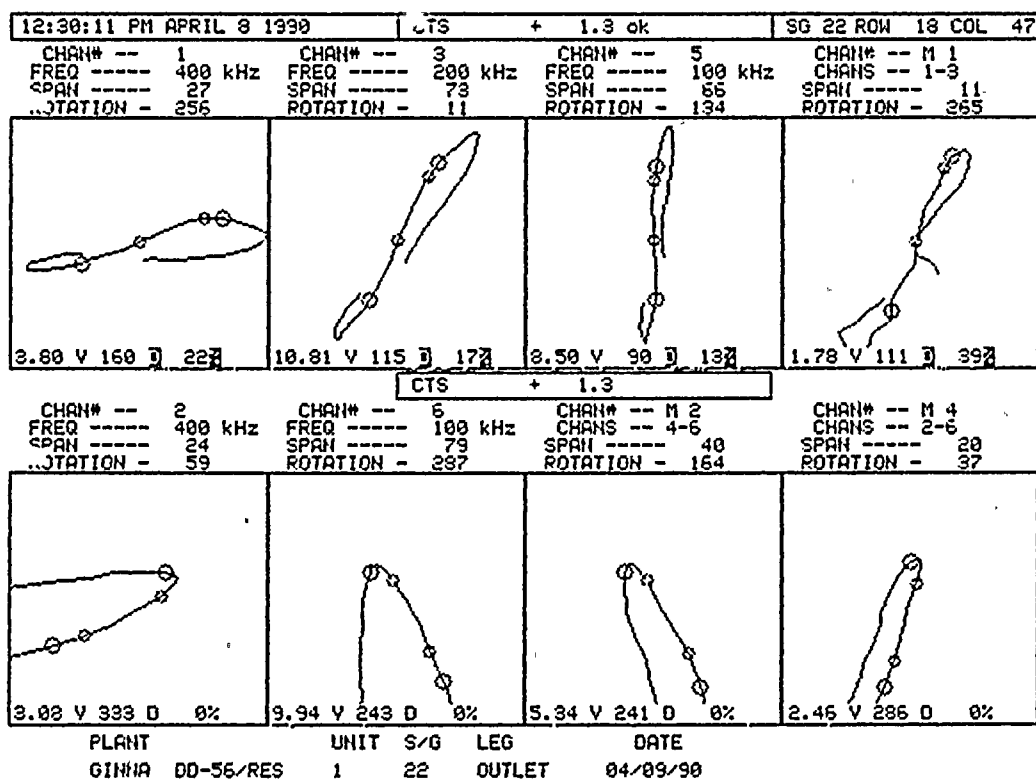 12:30:11 PM APRIL 8 1990 CTS + 1.3 ok SG 22 ROW 18 COL 47
CHAN# -- 1 CHAN# -- 3 CHAN# -- 5 CHAN# -- M 1
FREQ ----- 400 kHz FREQ ----- 200 kHz FREQ ----- 100 kHz CHANS -- 1-3
SPAN ----- 27 SPAN ----- 73 SPAN ----- 66 SPAN ----- 11
ROTATION - 256 ROTATION - 11 ROTATION - 134 ROTATION - 265
3.80 V 160 D 22% 10.81 V 115 D 17% 8.50 V 90 D 13% 1.78 V 111 D 39%
CTS + 1.3
CHAN# -- 2 CHAN# -- 6 CHAN# -- M 2 CHAN# -- M 4
FREQ ----- 400 kHz FREQ ----- 100 kHz CHANS -- 4-6 CHANS -- 2-6
SPAN ----- 24 SPAN ----- 79 SPAN ----- 40 SPAN ----- 20
ROTATION - 59 ROTATION - 287 ROTATION - 164 ROTATION - 37
3.08 V 333 D 0% 9.94 V 243 D 0% 5.34 V 241 D 0% 2.46 V 286 D 0%
PLANT UNIT S/G LEG DATE
GINNA DD-56/RES 1 22 OUTLET 04/09/90